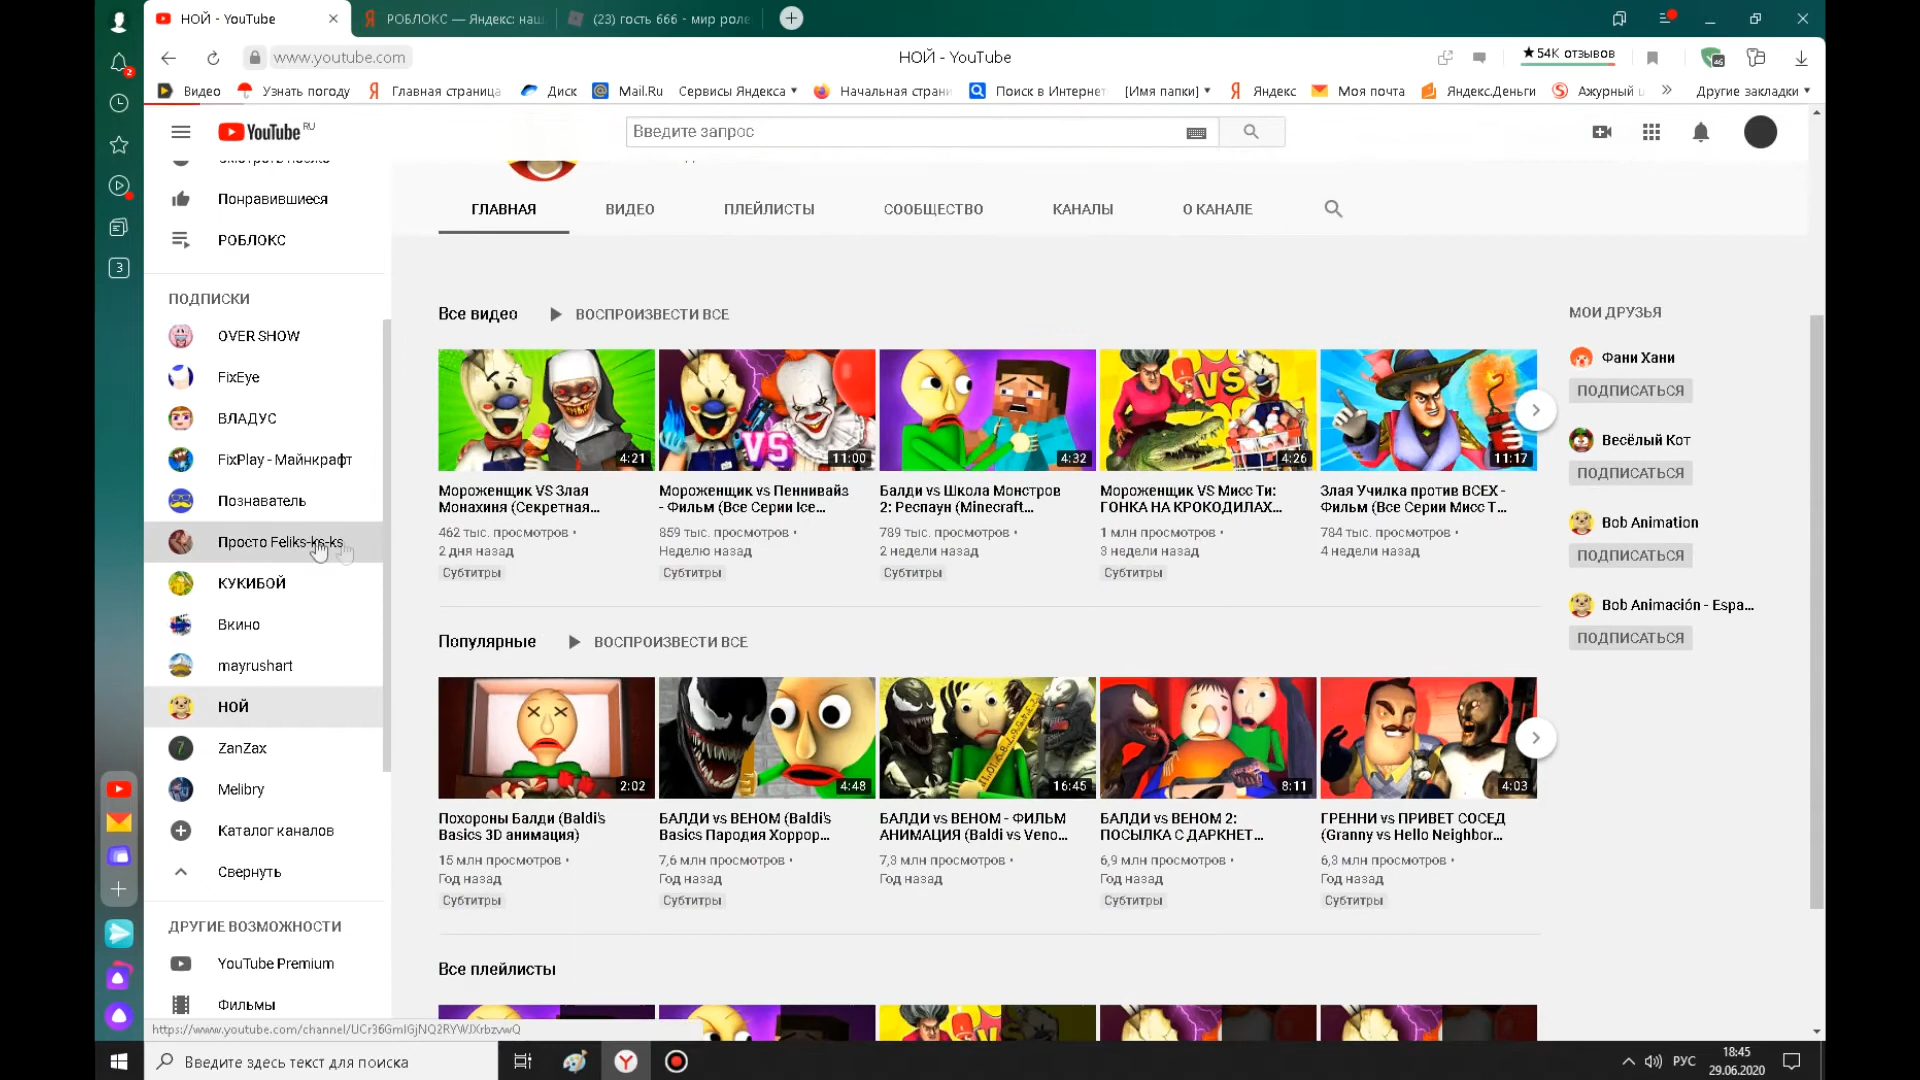 НОЙ - YouTube
РОБЛОКС — Яндекс: наш
(23) гость 666 - мир роле
www.youtube.com
НОЙ - YouTube
★ 54K отзывов
Видео
Узнать погоду
Главная страница
Диск
Mail.Ru
Сервисы Яндекса
Начальная страни
Поиск в Интернет
[Имя папки]
Яндекс
Моя почта
Яндекс.Деньги
Ажурный
Другие закладки
YouTube RU
Введите запрос
Понравившиеся
РОБЛОКС
ПОДПИСКИ
OVER SHOW
FixEye
ВЛАДУС
FixPlay - Майнкрафт
Познаватель
Просто Feliks-ks-ks
КУКИБОЙ
Вкино
mayrushart
НОЙ
ZanZax
Melibry
Каталог каналов
Свернуть
ДРУГИЕ ВОЗМОЖНОСТИ
YouTube Premium
Фильмы
ГЛАВНАЯ
ВИДЕО
ПЛЕЙЛИСТЫ
СООБЩЕСТВО
КАНАЛЫ
О КАНАЛЕ
Все видео
ВОСПРОИЗВЕСТИ ВСЕ
4:21
VS
11:00
4:32
VS
4:26
11:17
Мороженщик VS Злая
Монахиня (Секретная...
462 тыс. просмотров •
2 дня назад
Субтитры
Мороженщик vs Пеннивайз
- Фильм (Все Серии Ice...
859 тыс. просмотров •
Неделю назад
Субтитры
Балди vs Школа Монстров
2: Респаун (Minecraft...
789 тыс. просмотров •
2 недели назад
Субтитры
Мороженщик VS Мисс Ти:
ГОНКА НА КРОКОДИЛАХ...
1 млн просмотров •
3 недели назад
Субтитры
Злая Училка против ВСЕХ -
Фильм (Все Серии Мисс Т...
784 тыс. просмотров •
4 недели назад
Популярные
ВОСПРОИЗВЕСТИ ВСЕ
2:02
4:48
16:45
8:11
4:03
Похороны Балди (Baldi's
Basics 3D анимация)
15 млн просмотров •
Год назад
Субтитры
БАЛДИ vs ВЕНОМ (Baldi's
Basics Пародия Хоррор...
7,6 млн просмотров •
Год назад
Субтитры
БАЛДИ vs ВЕНОМ - ФИЛЬМ
АНИМАЦИЯ (Baldi vs Veno...
7,3 млн просмотров •
Год назад
БАЛДИ vs ВЕНОМ 2:
ПОСЫЛКА С ДАРКНЕТ...
6,9 млн просмотров •
Год назад
Субтитры
ГРЕННИ vs ПРИВЕТ СОСЕД
(Granny vs Hello Neighbor...
6,3 млн просмотров •
Год назад
Субтитры
Все плейлисты
МОИ ДРУЗЬЯ
Фани Хани
ПОДПИСАТЬСЯ
Весёлый Кот
ПОДПИСАТЬСЯ
Bob Animation
ПОДПИСАТЬСЯ
Bob Animación - Espa...
ПОДПИСАТЬСЯ
2
3
46
Введите здесь текст для поиска
РУС
18:45
29.06.2020